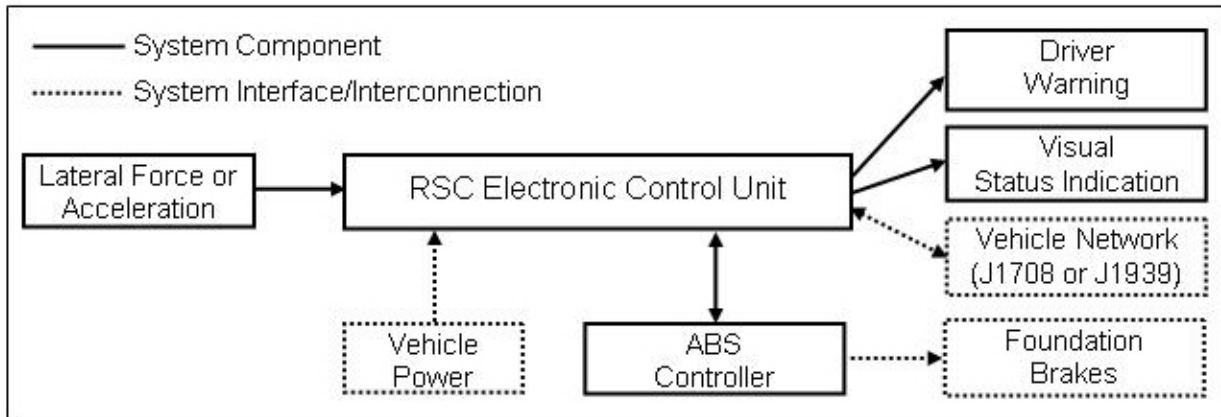 System Component
System Interface/Interconnection
Driver
Warning
Lateral Force or
Acceleration
RSC Electronic Control Unit
Visual
Status Indication
Vehicle Network
(J1708 or J1939)
Vehicle
Power
ABS
Controller
Foundation
Brakes